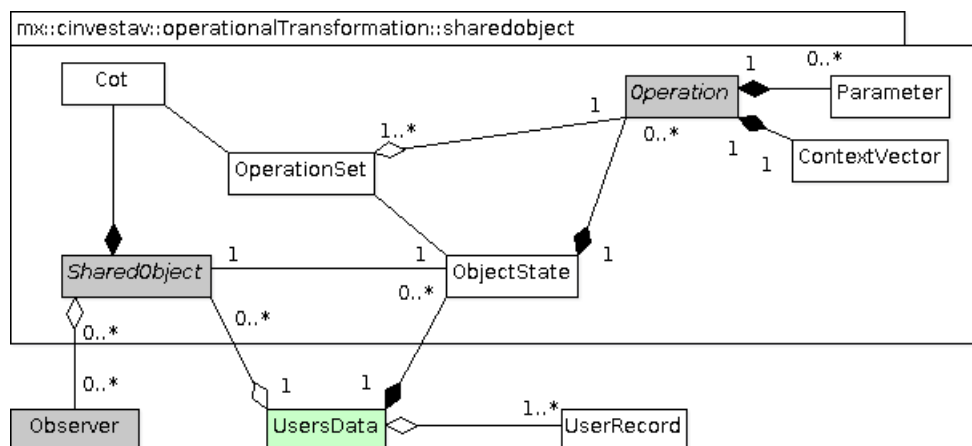 mx::cinvestav::operationalTransformation::sharedobject
Cot
1
0..*
Operation
Parameter
1
1..*
0..*
1
1
ContextVector
OperationSet
1
1
1
SharedObject
ObjectState
0..*
0..*
0..*
0..*
1
1
1..*
Observer
UsersData
UserRecord